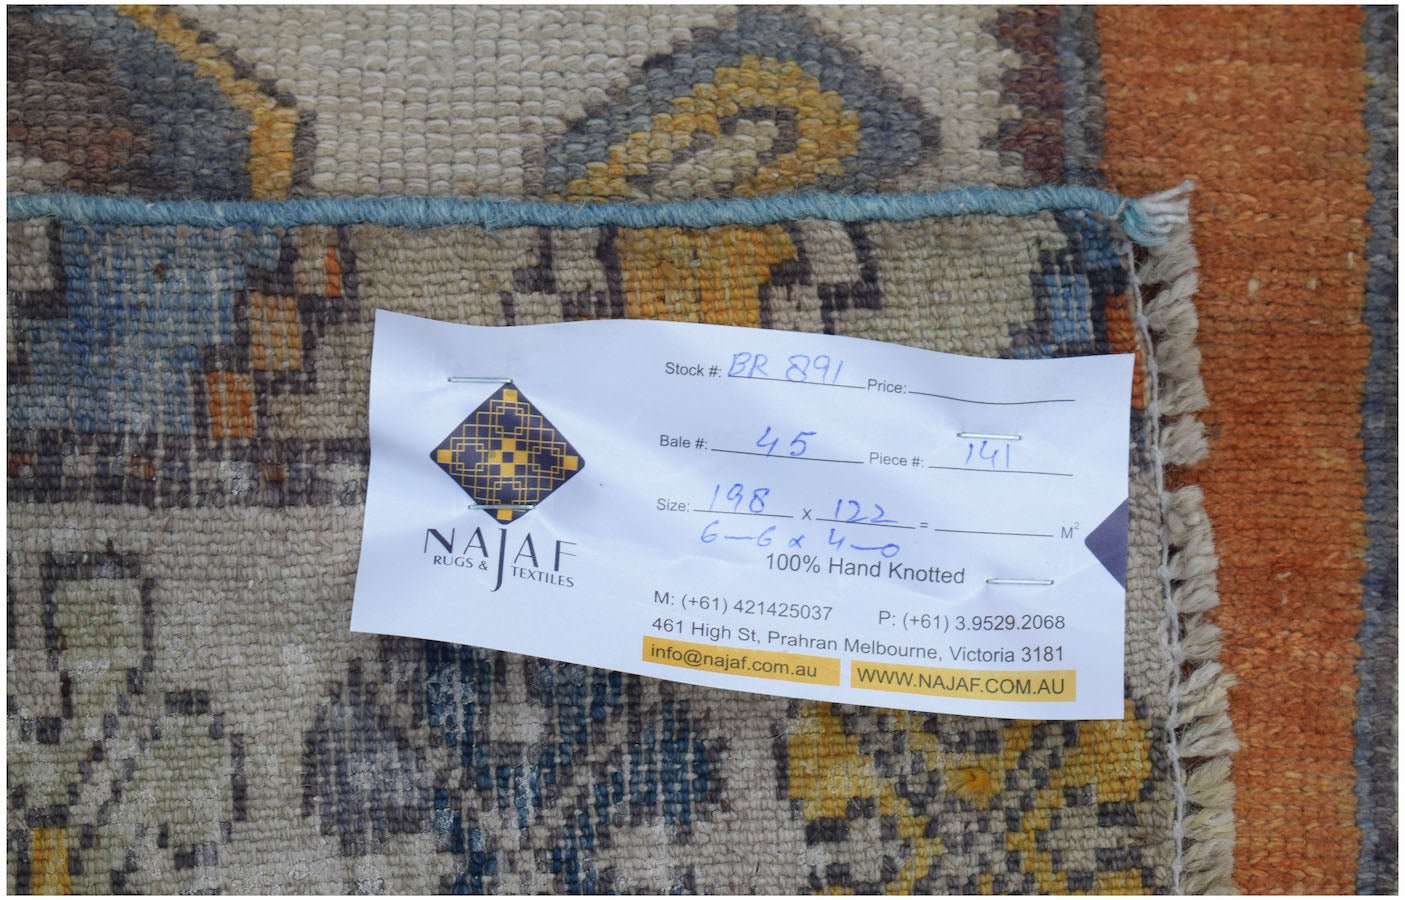 NAJAF
RUGS & TEXTILES
Stock #: BR 891 Price:
Bale #: 45 Piece #: 141
Size: 198 x 122 = M²
6-6 x 4-0
100% Hand Knotted
M: (+61) 421425037 P: (+61) 3.9529.2068
461 High St, Prahran Melbourne, Victoria 3181
info@najaf.com.au WWW.NAJAF.COM.AU